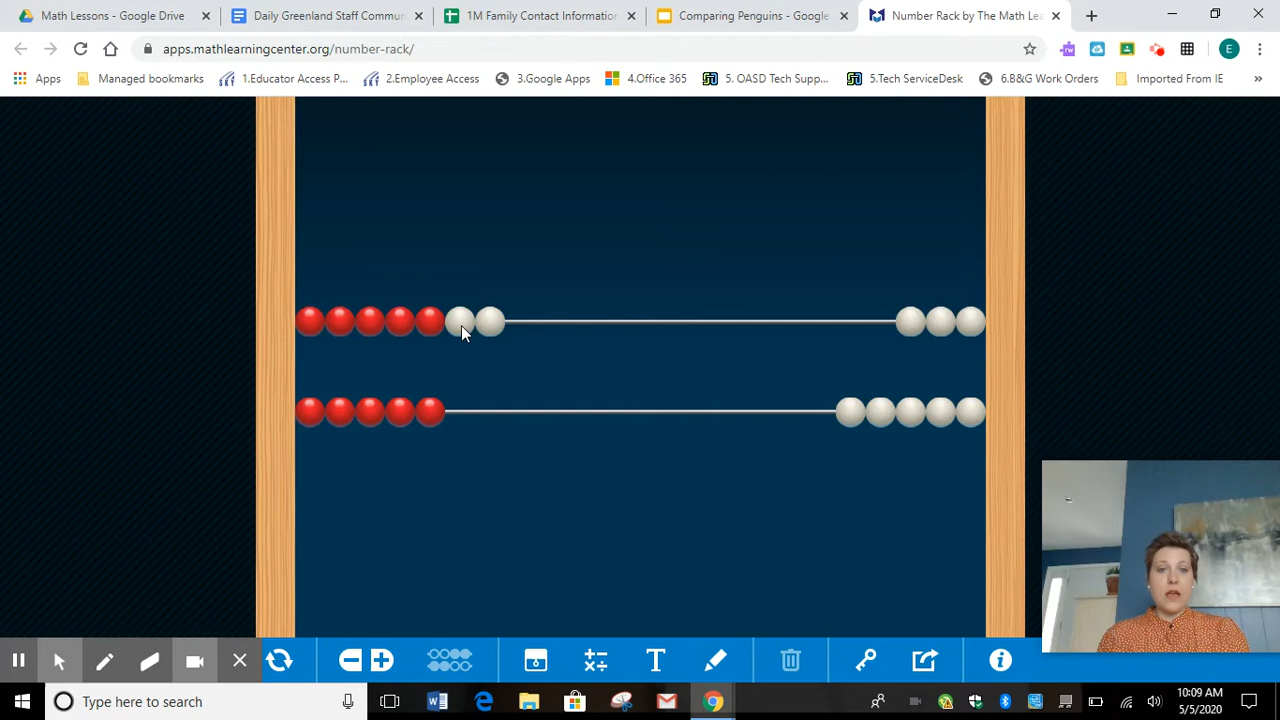 Math Lessons - Google Drive
Daily Greenland Staff Commun
1M Family Contact Information
Comparing Penguins - Google
Number Rack by The Math Lea
apps.mathlearningcenter.org/number-rack/
E
Apps
Managed bookmarks
1.Educator Access P...
2.Employee Access
3.Google Apps
4.Office 365
5. OASD Tech Supp...
5.Tech ServiceDesk
6.B&G Work Orders
Imported From IE
T
Type here to search
10:09 AM
5/5/2020